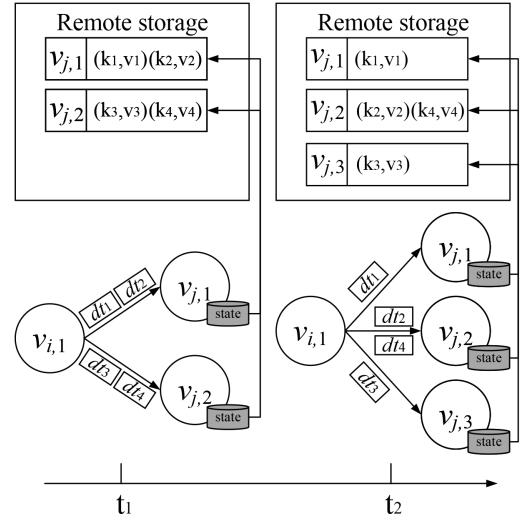 Remote storage
vj,1 (k1,v1)(k2,v2)
vj,2 (k3,v3)(k4,v4)
dt1 dt2
dt3 dt4
vi,1
vj,1
state
vj,2
state
t1
Remote storage
vj,1 (k1,v1)
vj,2 (k2,v2)(k4,v4)
vj,3 (k3,v3)
dt1
dt2
dt4
dt3
vi,1
vj,1
state
vj,2
state
vj,3
state
t2